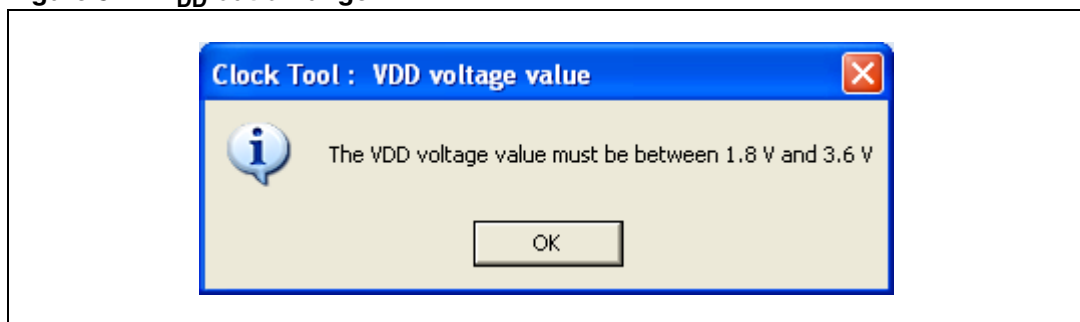 Clock Tool : VDD voltage value
The VDD voltage value must be between 1.8 V and 3.6 V
OK